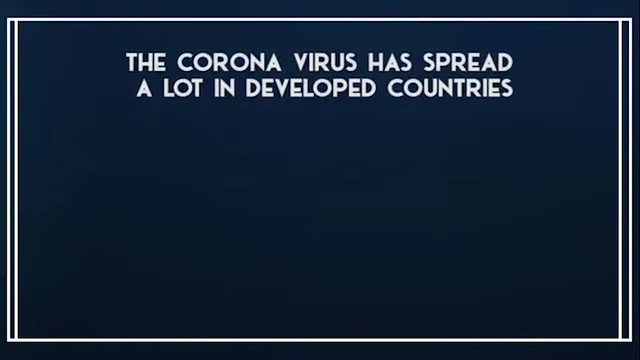 THE CORONA VIRUS HAS SPREAD
A LOT IN DEVELOPED COUNTRIES